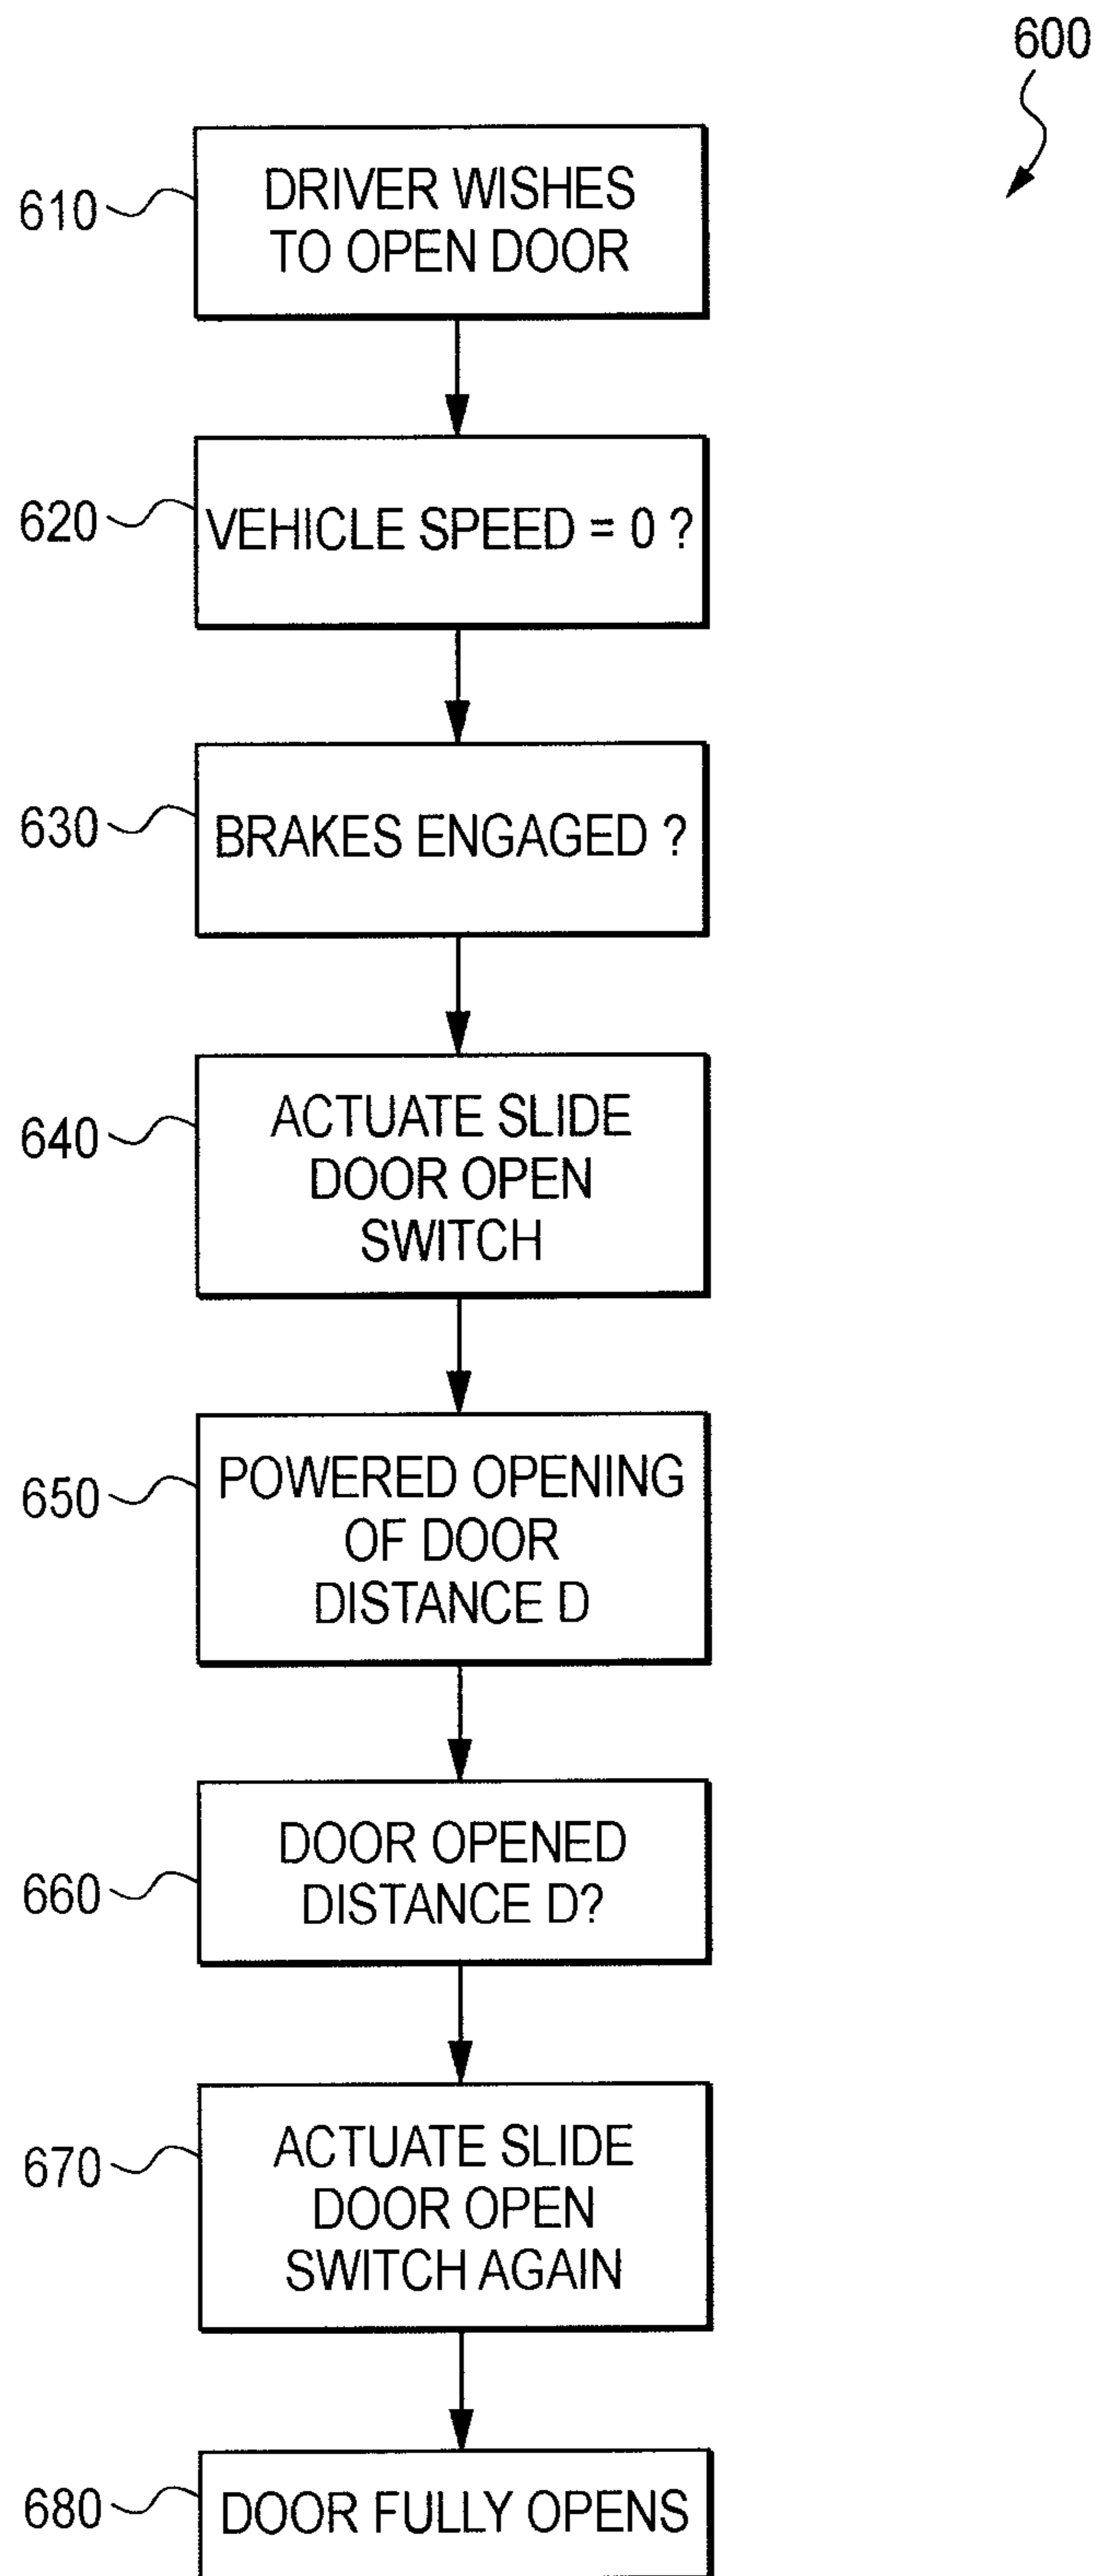 600
610
DRIVER WISHES
TO OPEN DOOR
620
VEHICLE SPEED = 0 ?
630
BRAKES ENGAGED ?
640
ACTUATE SLIDE
DOOR OPEN
SWITCH
650
POWERED OPENING
OF DOOR
DISTANCE D
660
DOOR OPENED
DISTANCE D?
670
ACTUATE SLIDE
DOOR OPEN
SWITCH AGAIN
680
DOOR FULLY OPENS